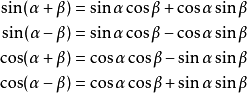 sin(α + β) = sin α cos β + cos α sin β
sin(α − β) = sin α cos β − cos α sin β
cos(α + β) = cos α cos β − sin α sin β
cos(α − β) = cos α cos β + sin α sin β